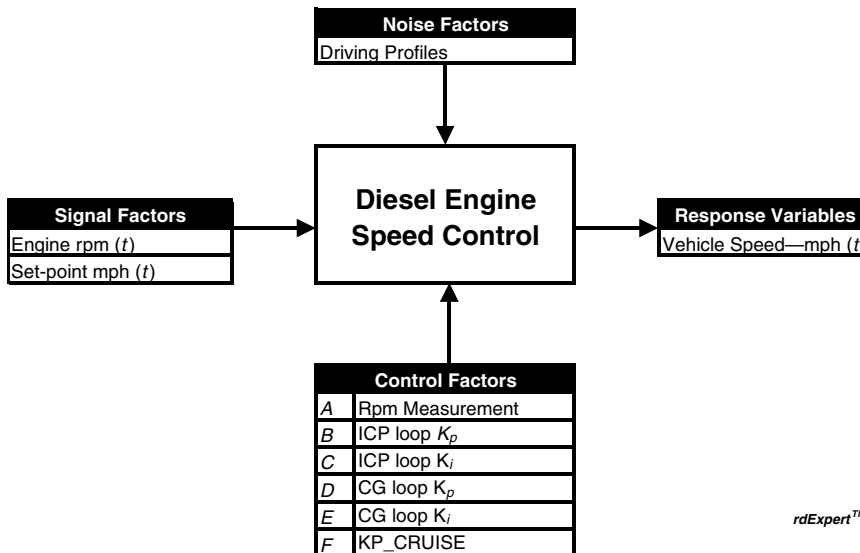 Noise Factors
Driving Profiles
Diesel Engine
Speed Control
Signal Factors
Engine rpm (t)
Set-point mph (t)
Response Variables
Vehicle Speed—mph (t
Control Factors
A Rpm Measurement
B ICP loop Kp
C ICP loop Ki
D CG loop Kp
E CG loop Ki
F KP_CRUISE
rdExpert